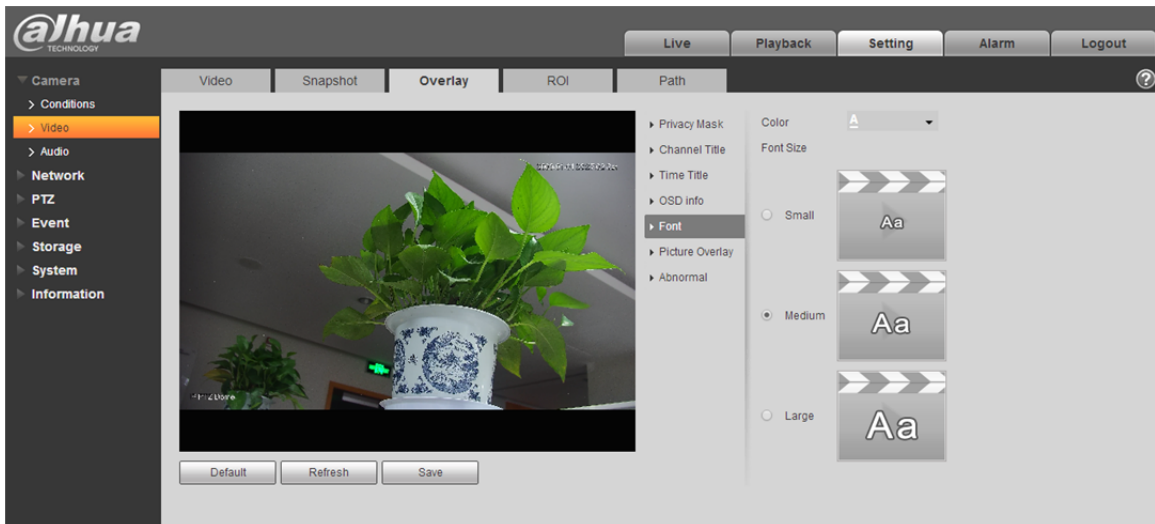 alhua
TECHNOLOGY
Live
Playback
Setting
Alarm
Logout
Camera
Conditions
Video
Audio
Network
PTZ
Event
Storage
System
Information
Video
Snapshot
Overlay
ROI
Path
?
Privacy Mask
Channel Title
Time Title
OSD info
Font
Picture Overlay
Abnormal
Color
A
Font Size
Small
Aa
Medium
Aa
Large
Aa
PTZ Dome
Default
Refresh
Save